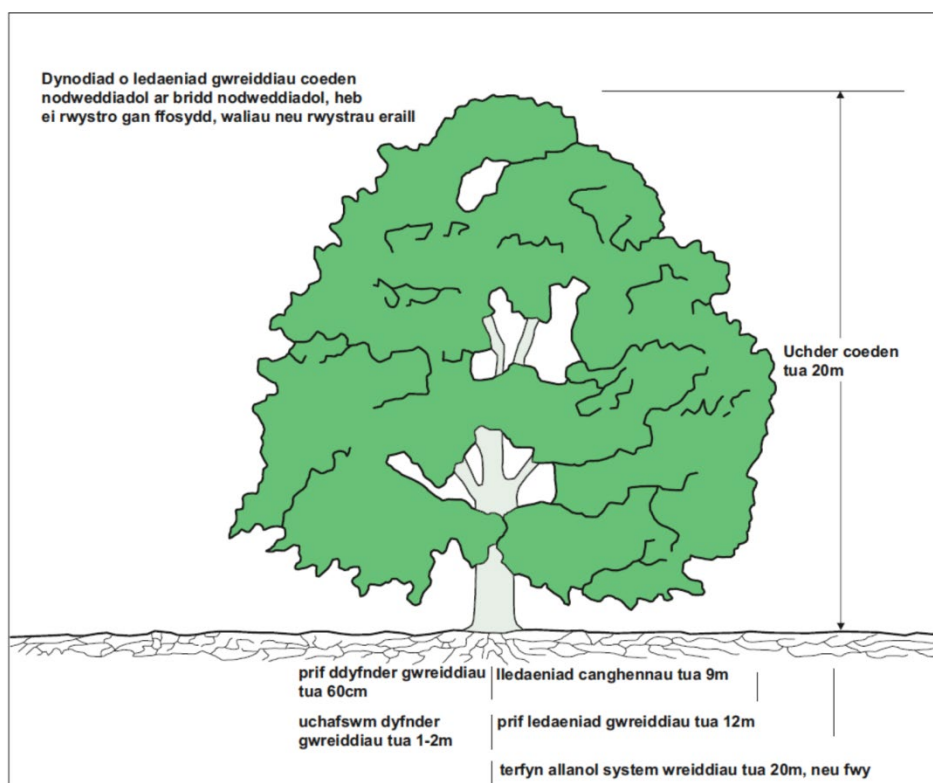 Dynodiad o ledaeniad gwreiddiau coeden
nodweddiadol ar bridd nodweddiadol, heb
ei rwystro gan ffosydd, waliau neu rwystrau eraill
Uchder coeden
tua 20m
prif ddyfnder gwreiddiau
tua 60cm
lledaeniad canghennau tua 9m
uchafswm dyfnder
gwreiddiau tua 1-2m
prif ledaeniad gwreiddiau tua 12m
terfyn allanol system wreiddiau tua 20m, neu fwy